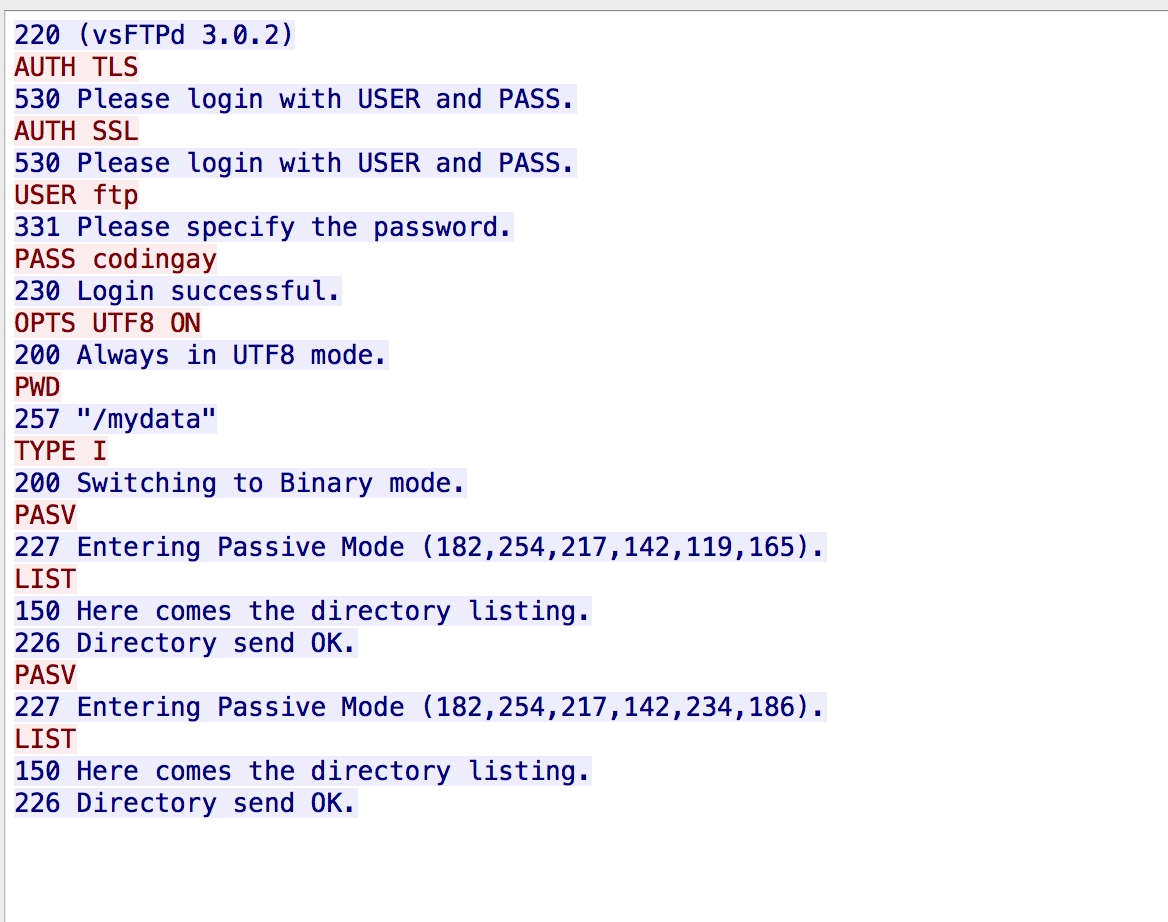 220 (vsFTPd 3.0.2)
AUTH TLS
530 Please login with USER and PASS.
AUTH SSL
530 Please login with USER and PASS.
USER ftp
331 Please specify the password.
PASS codingay
230 Login successful.
OPTS UTF8 ON
200 Always in UTF8 mode.
PWD
257 "/mydata"
TYPE I
200 Switching to Binary mode.
PASV
227 Entering Passive Mode (182,254,217,142,119,165).
LIST
150 Here comes the directory listing.
226 Directory send OK.
PASV
227 Entering Passive Mode (182,254,217,142,234,186).
LIST
150 Here comes the directory listing.
226 Directory send OK.